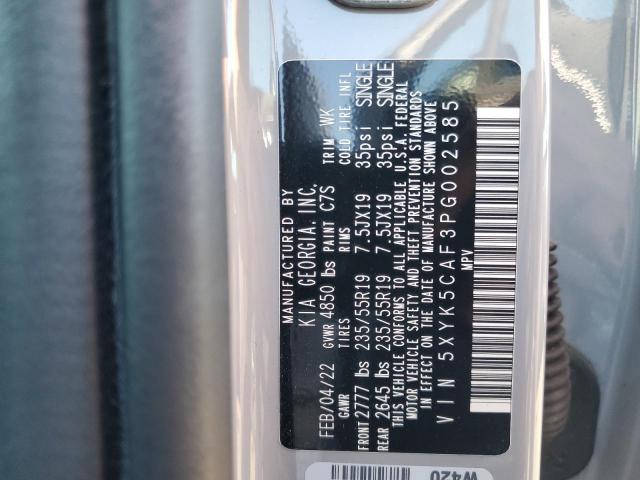 MANUFACTURED BY
KIA GEORGIA, INC.
FEB/04/22 GVWR 4850 lbs PAINT C7S TRIM WK
GAWR TIRES RIMS COLD TIRE INFL
FRONT 2777 lbs 235/55R19 7.5JX19 35psi SINGLE
REAR 2645 lbs 235/55R19 7.5JX19 35psi SINGLE
THIS VEHICLE CONFORMS TO ALL APPLICABLE U.S.A. FEDERAL
MOTOR VEHICLE SAFETY AND THEFT PREVENTION STANDARDS
IN EFFECT ON THE DATE OF MANUFACTURE SHOWN ABOVE
VIN 5XYK5CAF3PG002585
MPV
W420